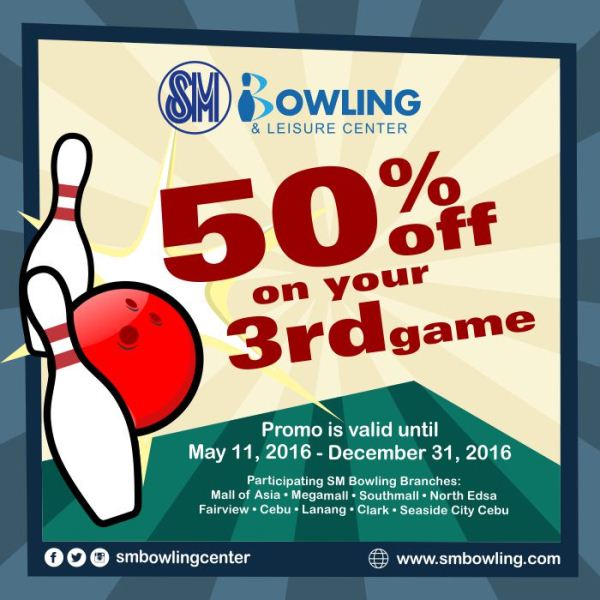 SM BOWLING
& LEISURE CENTER
50% off
on your
3rd game
Promo is valid until
May 11, 2016 - December 31, 2016
Participating SM Bowling Branches:
Mall of Asia • Megamall • Southmall • North Edsa
Fairview • Cebu • Lanang • Clark • Seaside City Cebu
smbowlingcenter
www.smbowling.com